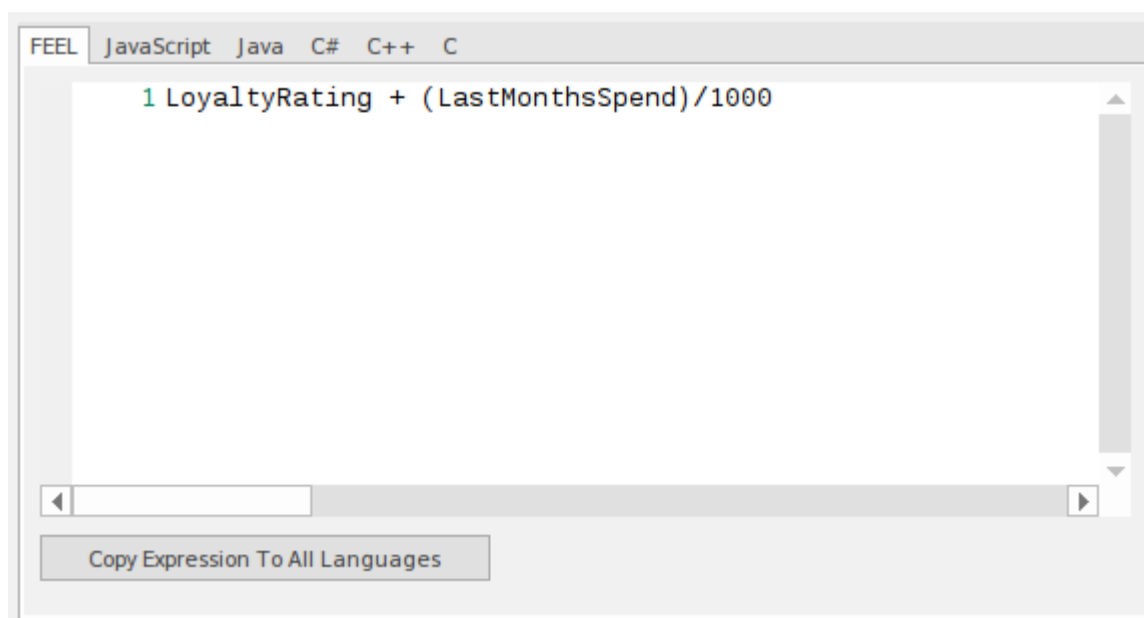 FEEL JavaScript Java C# C++ C
1 LoyaltyRating + (LastMonthsSpend)/1000
Copy Expression To All Languages